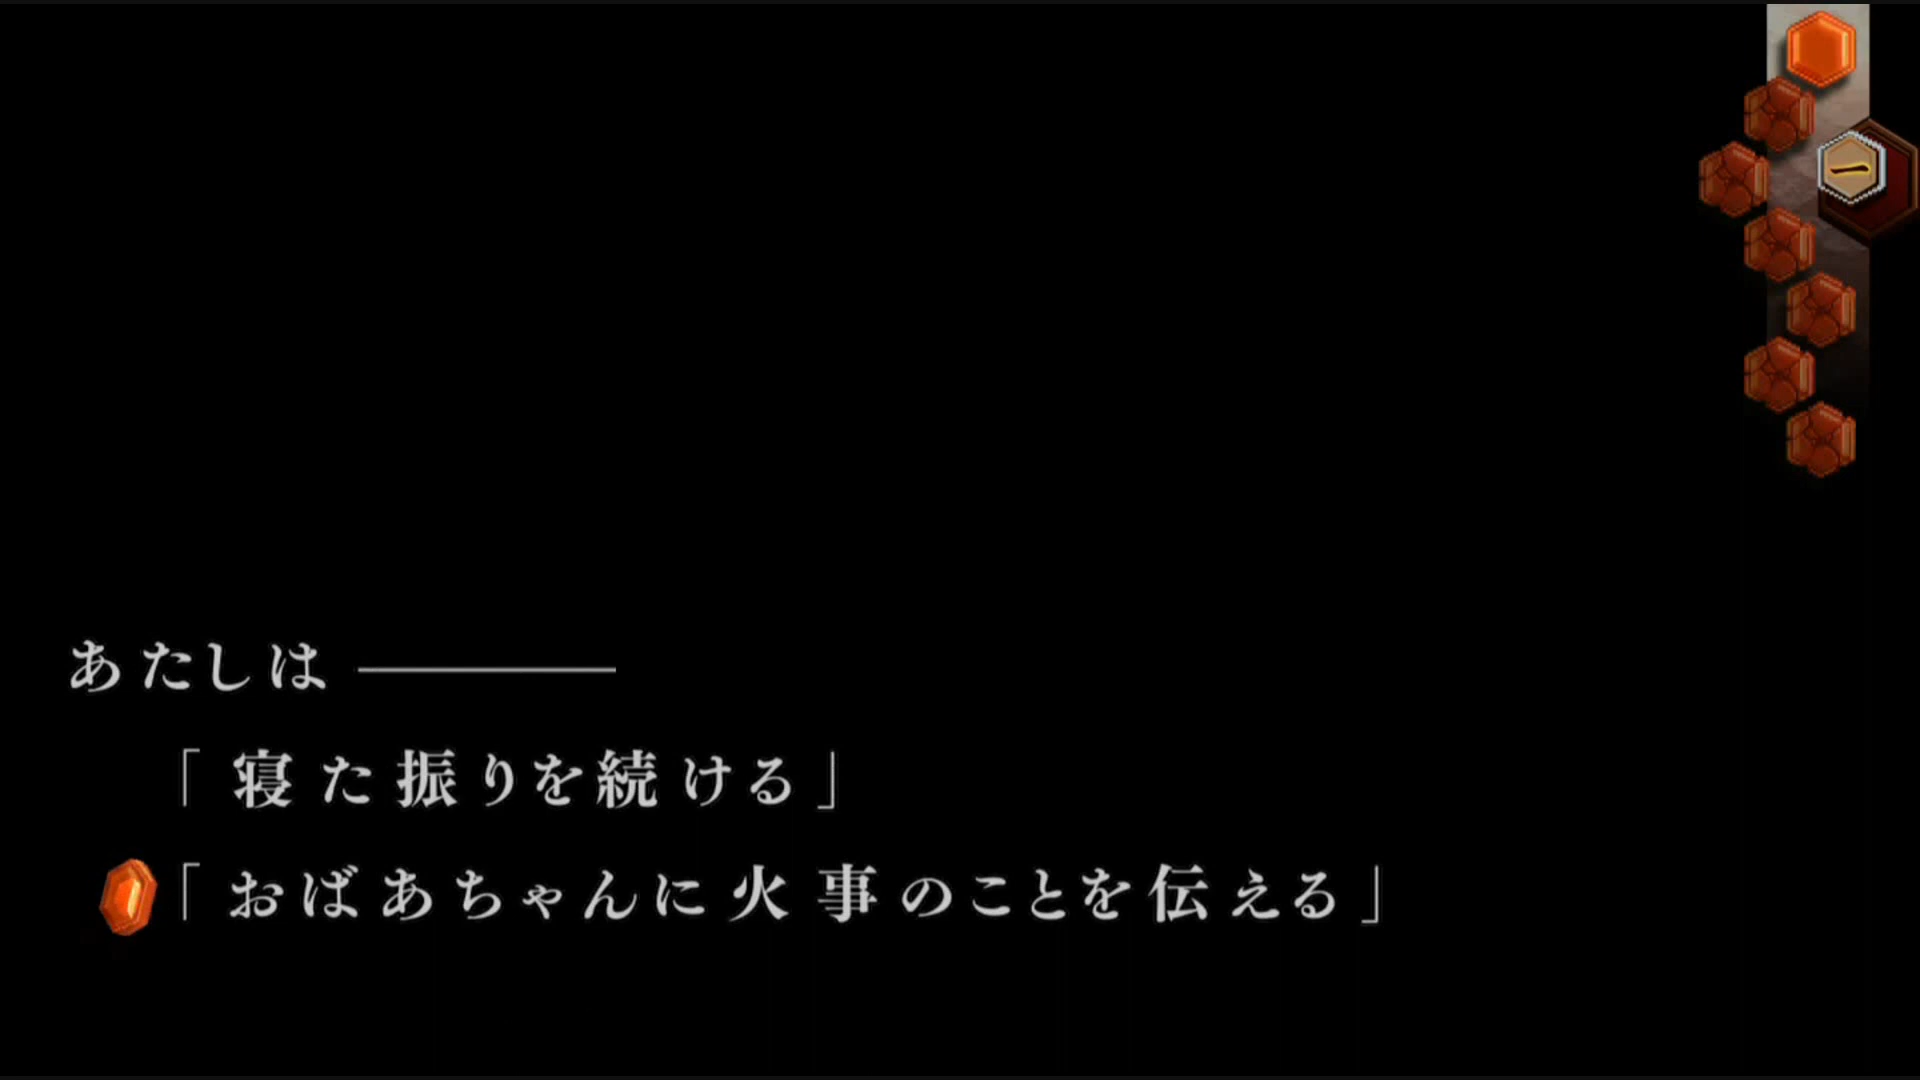 一
あたしは――――
「寝た振りを続ける」
「おばあちゃんに火事のことを伝える」